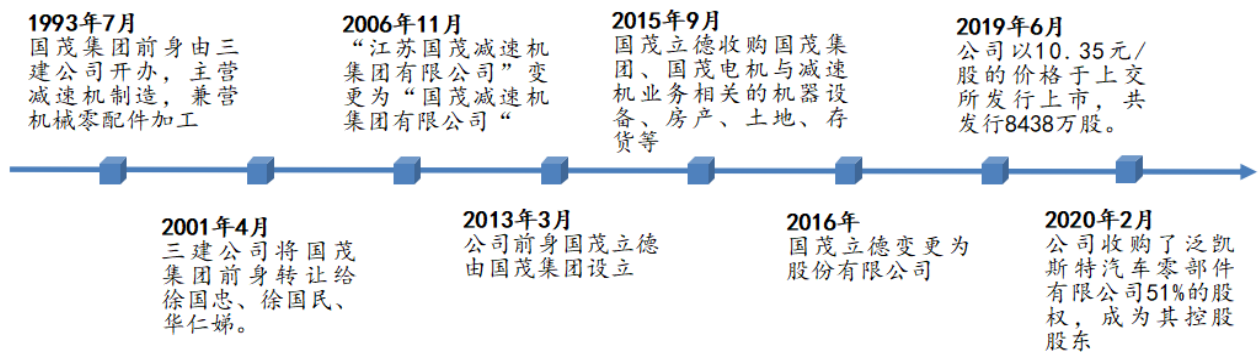 1993年7月
国茂集团前身由三
建公司开办，主营
减速机制造，兼营
机械零配件加工
2001年4月
三建公司将国茂
集团前身转让给
徐国忠、徐国民、
华仁娣。
2006年11月
“江苏国茂减速机
集团有限公司”变
更为“国茂减速机
集团有限公司“
2013年3月
公司前身国茂立德
由国茂集团设立
2015年9月
国茂立德收购国茂集
团、国茂电机与减速
机业务相关的机器设
备、房产、土地、存
货等
2016年
国茂立德变更为
股份有限公司
2019年6月
公司以10.35元/
股的价格于上交
所发行上市，共
发行8438万股。
2020年2月
公司收购了泛凯
斯特汽车零部件
有限公司51%的股
权，成为其控股
股东